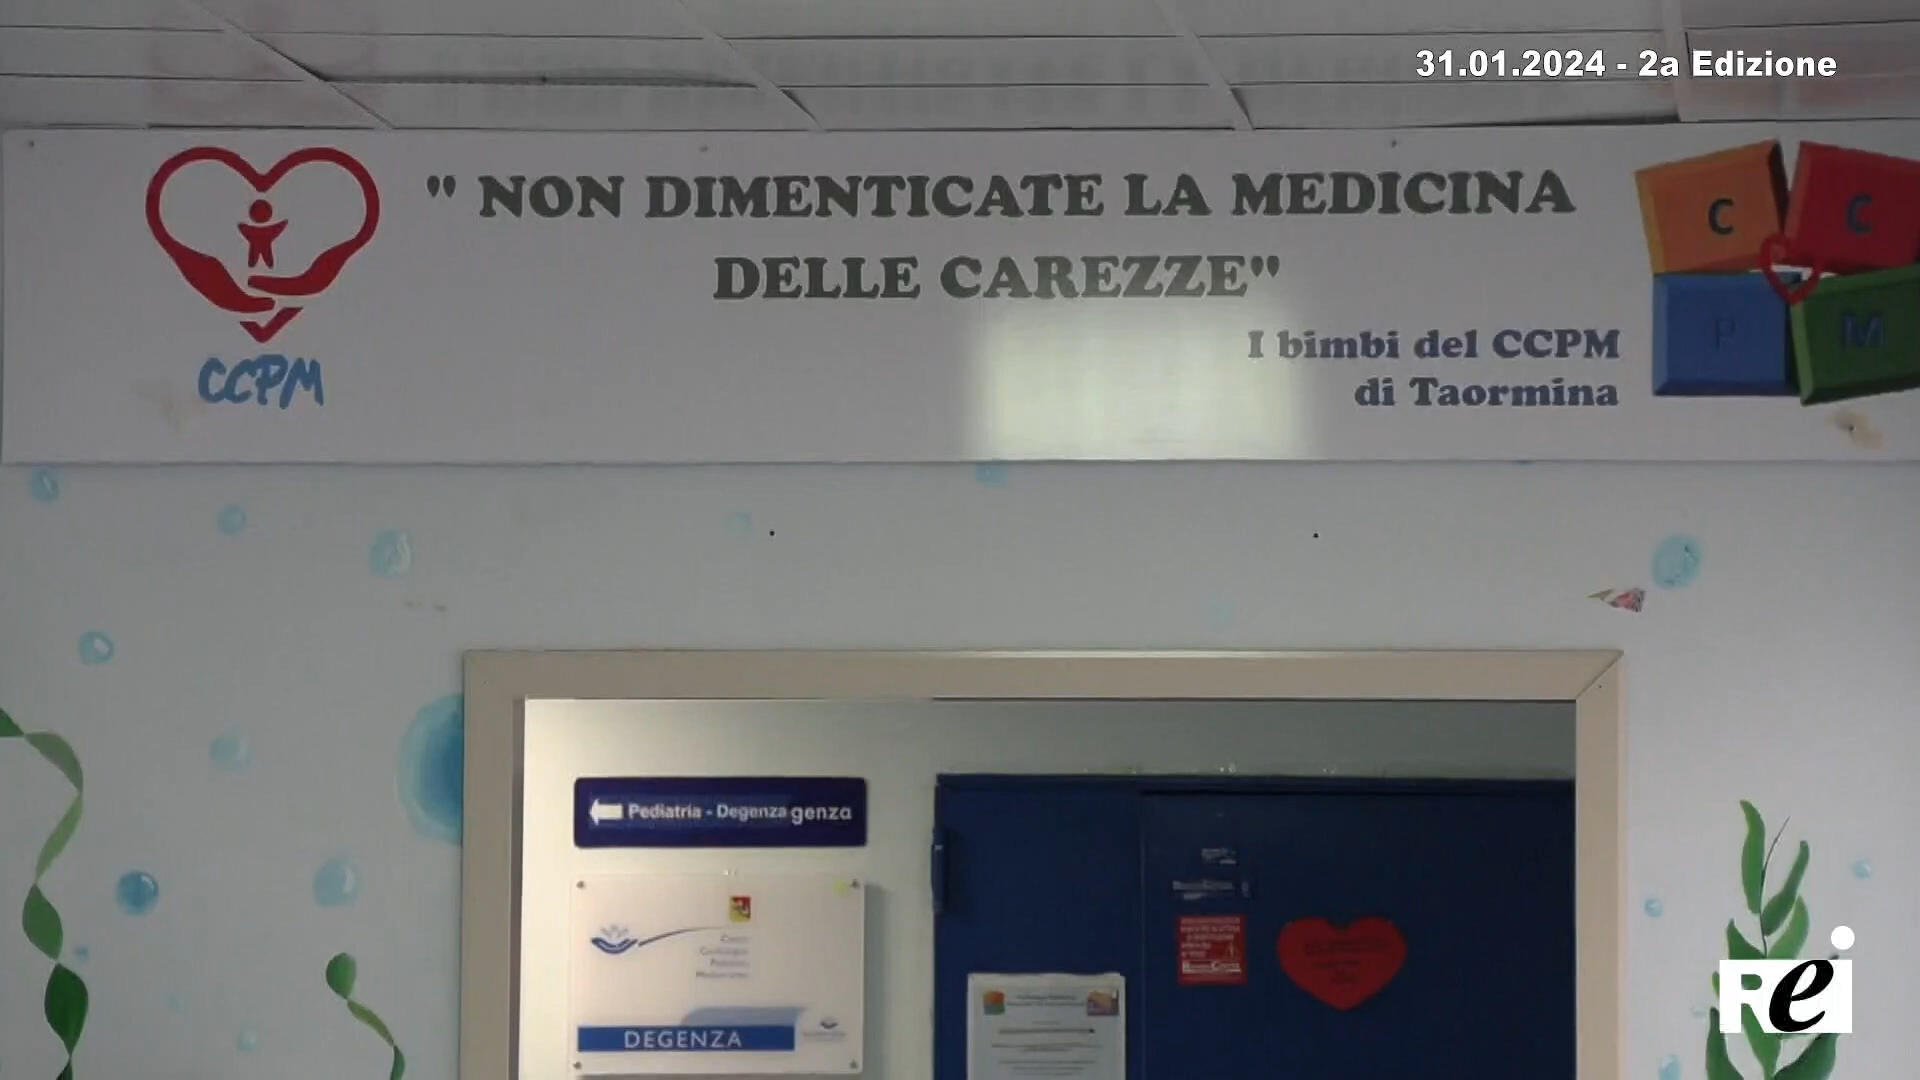 31.01.2024 - 2a Edizione
" NON DIMENTICATE LA MEDICINA
DELLE CAREZZE"
I bimbi del CCPM
di Taormina
CCPM
C C
P M
Pediatria - Degenza genza
DEGENZA
Re